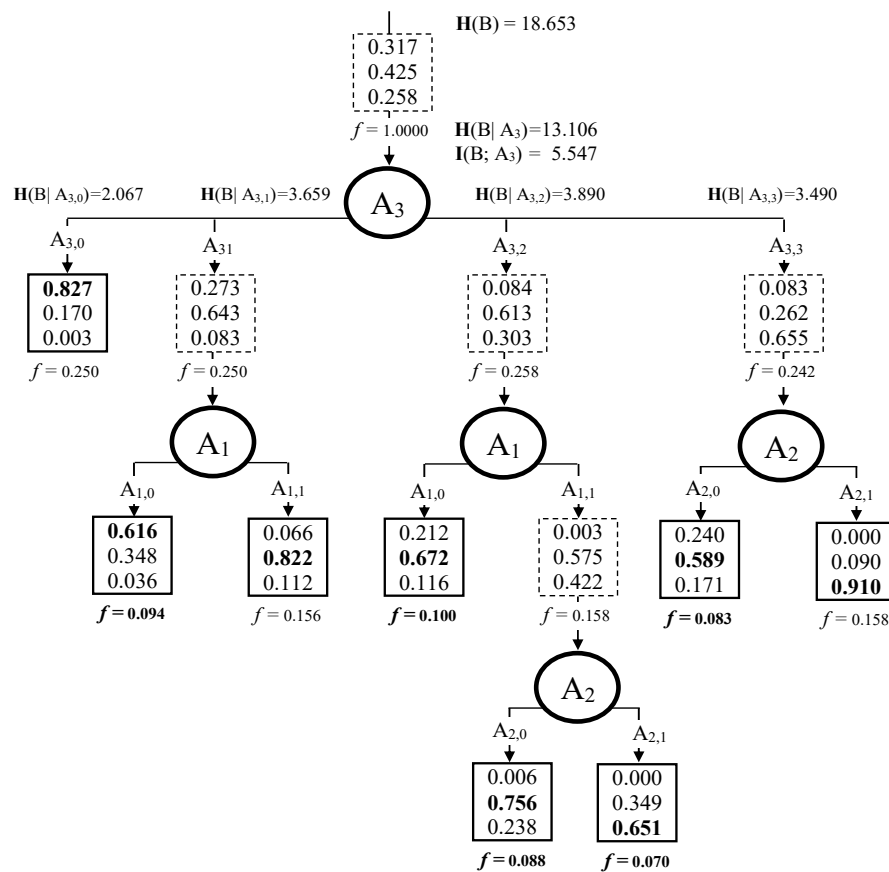 H(B) = 18.653
0.317
0.425
0.258
f = 1.0000
H(B| A3)=13.106
I(B; A3) = 5.547
A3
H(B| A3,0)=2.067
H(B| A3,1)=3.659
H(B| A3,2)=3.890
H(B| A3,3)=3.490
A3,0
A31
A3,2
A3,3
0.827
0.170
0.003
f = 0.250
0.273
0.643
0.083
f = 0.250
0.084
0.613
0.303
f = 0.258
0.083
0.262
0.655
f = 0.242
A1
A1
A2
A1,0
A1,1
A1,0
A1,1
A2,0
A2,1
0.616
0.348
0.036
f = 0.094
0.066
0.822
0.112
f = 0.156
0.212
0.672
0.116
f = 0.100
0.003
0.575
0.422
f = 0.158
0.240
0.589
0.171
f = 0.083
0.000
0.090
0.910
f = 0.158
A2
A2,0
A2,1
0.006
0.756
0.238
f = 0.088
0.000
0.349
0.651
f = 0.070